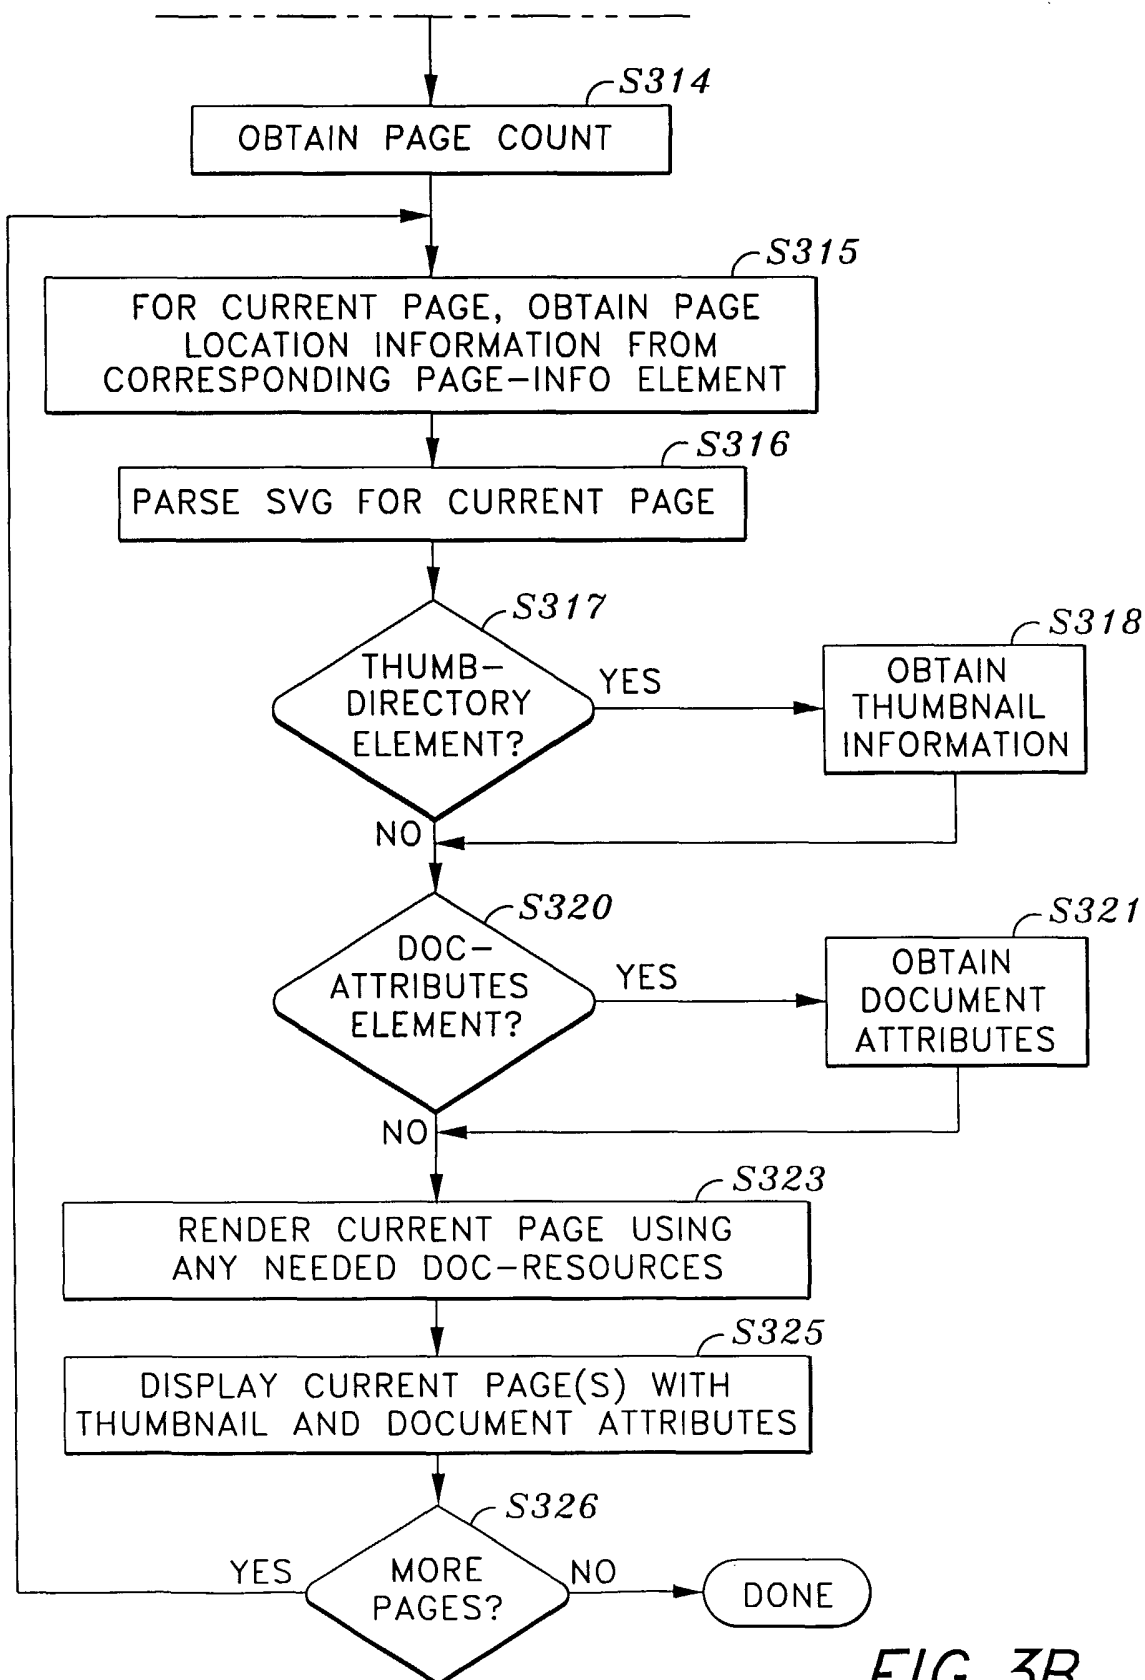 S314
OBTAIN PAGE COUNT
S315
FOR CURRENT PAGE, OBTAIN PAGE
LOCATION INFORMATION FROM
CORRESPONDING PAGE-INFO ELEMENT
S316
PARSE SVG FOR CURRENT PAGE
S317
THUMB-
DIRECTORY
ELEMENT?
YES
S318
OBTAIN
THUMBNAIL
INFORMATION
NO
S320
DOC-
ATTRIBUTES
ELEMENT?
YES
S321
OBTAIN
DOCUMENT
ATTRIBUTES
NO
S323
RENDER CURRENT PAGE USING
ANY NEEDED DOC-RESOURCES
S325
DISPLAY CURRENT PAGE(S) WITH
THUMBNAIL AND DOCUMENT ATTRIBUTES
S326
YES
MORE
PAGES?
NO
DONE
FIG. 3B